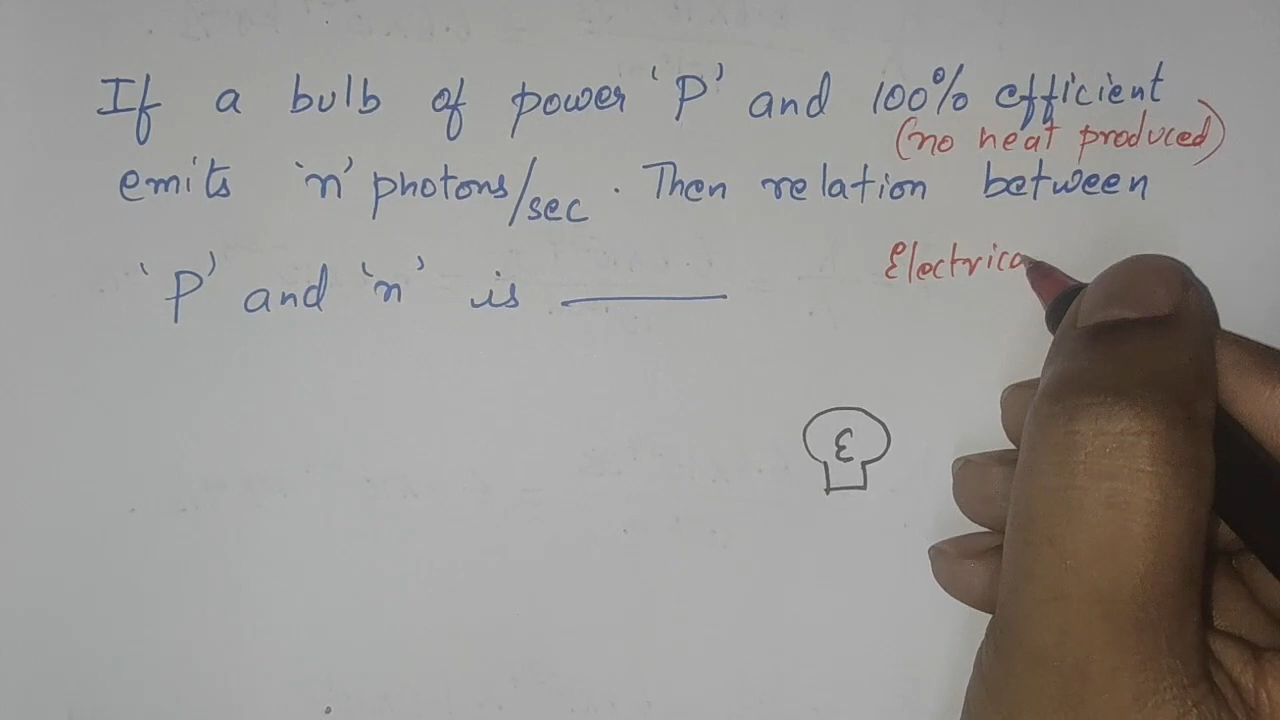 If a bulb of power 'P' and 100% efficient
(no heat produced)
emits 'n' photons/sec . Then relation between
'P' and 'n' is ______
Electrica
ε